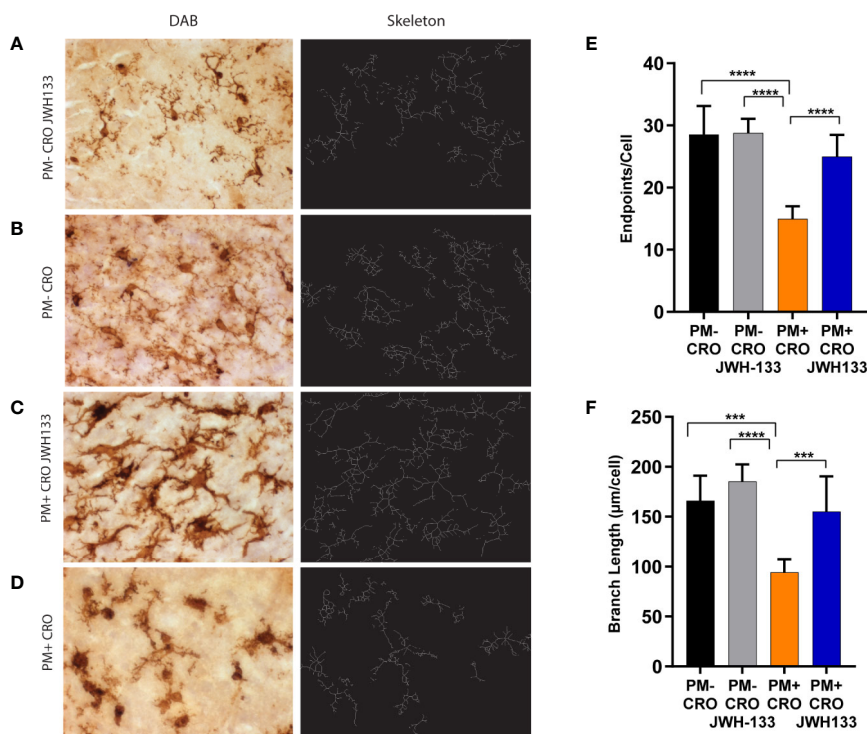 DAB
Skeleton
A
PM- CRO JWH133
B
PM- CRO
C
PM+ CRO JWH133
D
PM+ CRO
E
Endpoints/Cell
40
30
20
10
0
****
****
****
PM-
CRO
PM-
CRO
JWH-133
PM+
CRO
PM+
CRO
JWH133
F
Branch Length (µm/cell)
250
200
150
100
50
0
***
****
***
PM-
CRO
PM-
CRO
JWH-133
PM+
CRO
PM+
CRO
JWH133